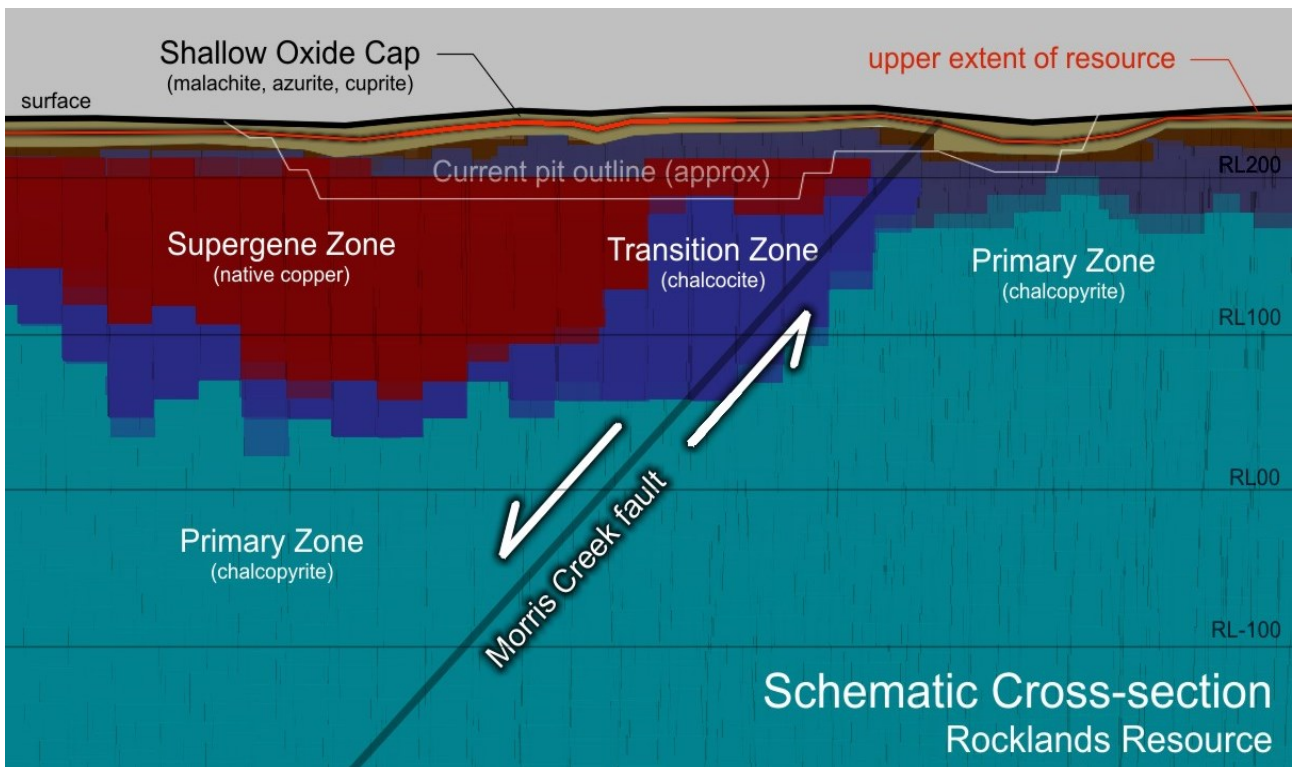 Shallow Oxide Cap
(malachite, azurite, cuprite)
upper extent of resource
surface
Current pit outline (approx)
RL200
Supergene Zone
(native copper)
Transition Zone
(chalcocite)
Primary Zone
(chalcopyrite)
RL100
Morris Creek fault
RL00
Primary Zone
(chalcopyrite)
RL-100
Schematic Cross-section
Rocklands Resource